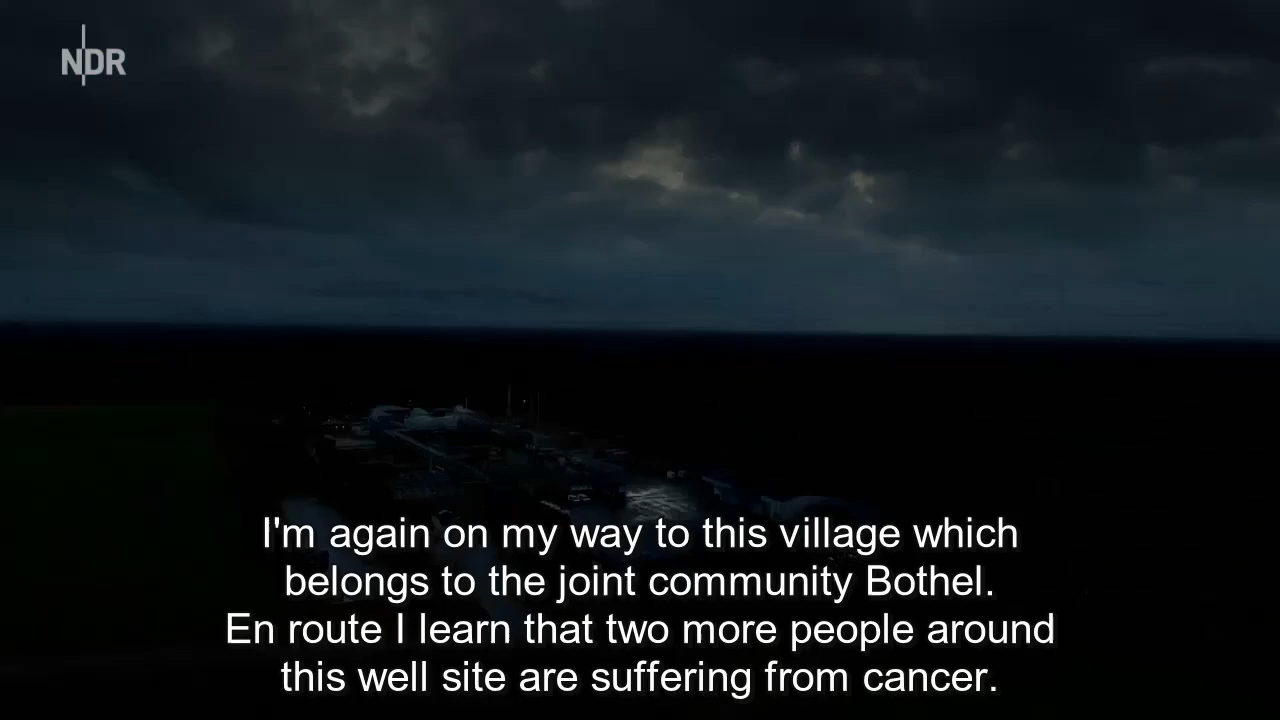 NDR
I'm again on my way to this village which
belongs to the joint community Bothel.
En route I learn that two more people around
this well site are suffering from cancer.